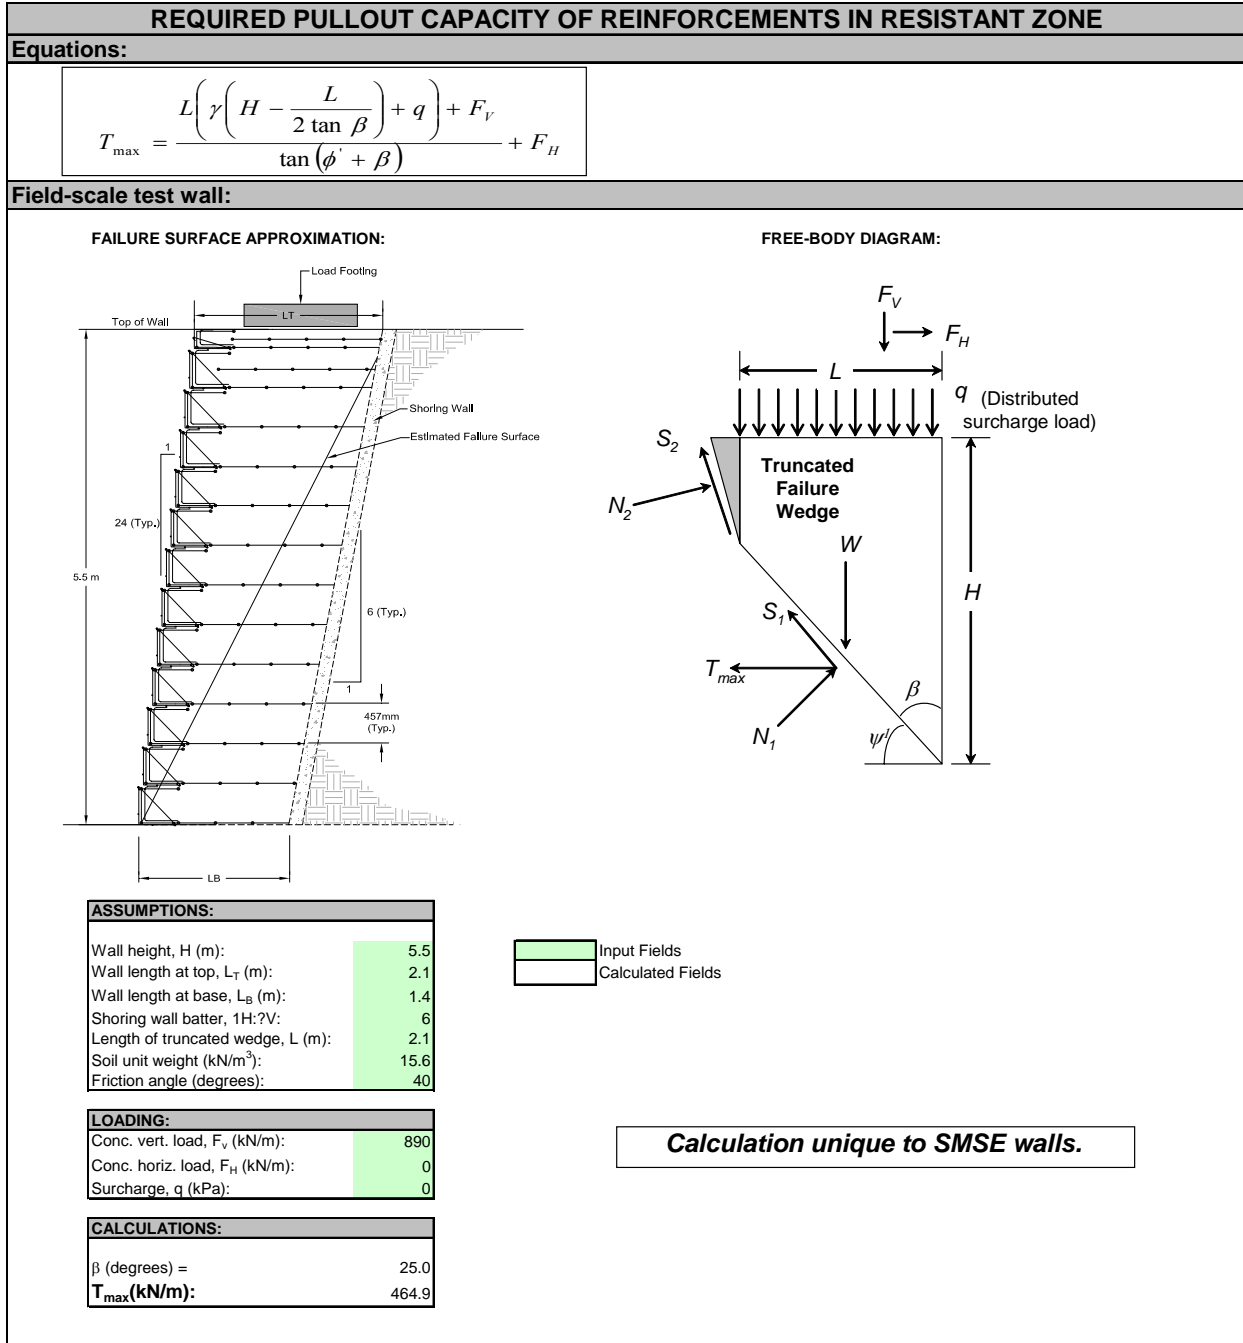 REQUIRED PULLOUT CAPACITY OF REINFORCEMENTS IN RESISTANT ZONE
Equations:
T_max = L(γ(H − L / (2 tan β)) + q) + F_V / tan(ϕ' + β) + F_H
Field-scale test wall:
FAILURE SURFACE APPROXIMATION:
Load Footing
LT
Top of Wall
Shoring Wall
Estimated Failure Surface
1
24 (Typ.)
5.5 m
6 (Typ.)
1
457mm
(Typ.)
LB
FREE-BODY DIAGRAM:
F_V
F_H
L
q (Distributed
surcharge load)
S_2
Truncated
Failure
Wedge
N_2
W
H
S_1
T_max
β
N_1
ψ^I
ASSUMPTIONS:
Wall height, H (m): 5.5
Wall length at top, L_T (m): 2.1
Wall length at base, L_B (m): 1.4
Shoring wall batter, 1H:?V: 6
Length of truncated wedge, L (m): 2.1
Soil unit weight (kN/m³): 15.6
Friction angle (degrees): 40
Input Fields
Calculated Fields
LOADING:
Conc. vert. load, F_v (kN/m): 890
Conc. horiz. load, F_H (kN/m): 0
Surcharge, q (kPa): 0
Calculation unique to SMSE walls.
CALCULATIONS:
β (degrees) = 25.0
T_max(kN/m): 464.9